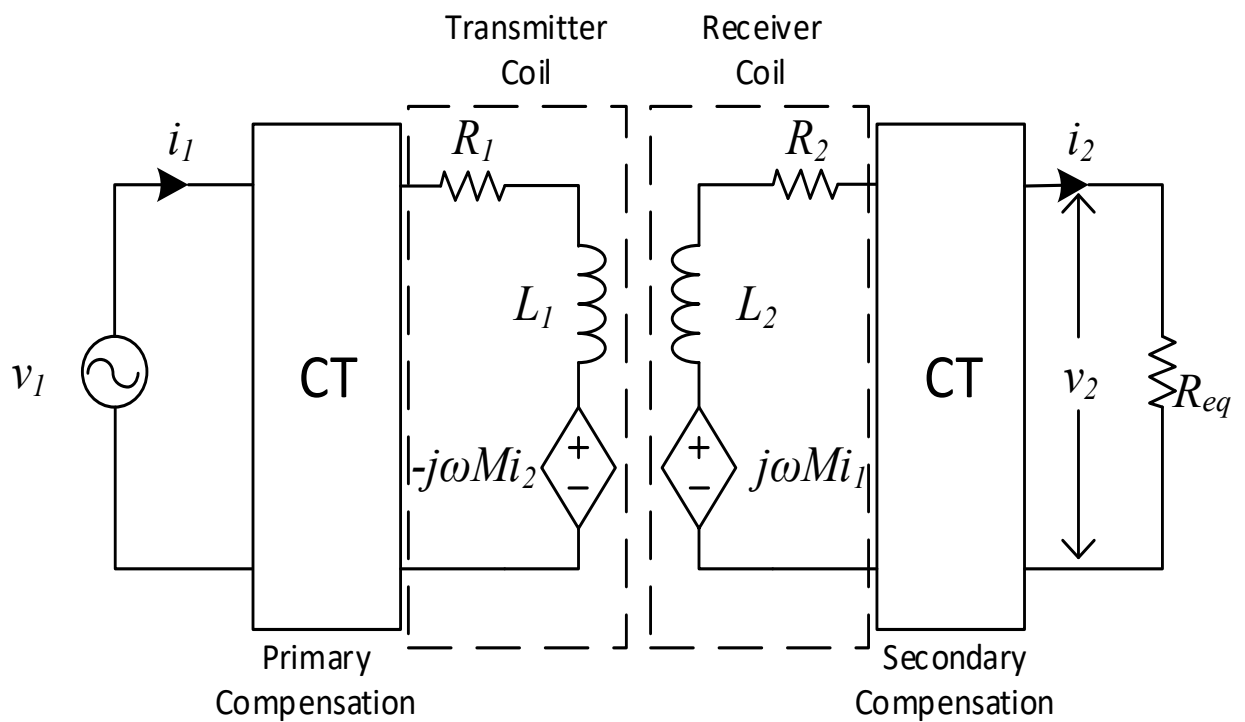 Transmitter
Coil
Receiver
Coil
i₁
R₁
R₂
i₂
L₁
L₂
v₁
CT
CT
v₂
R_eq
-jωMi₂
jωMi₁
Primary
Compensation
Secondary
Compensation